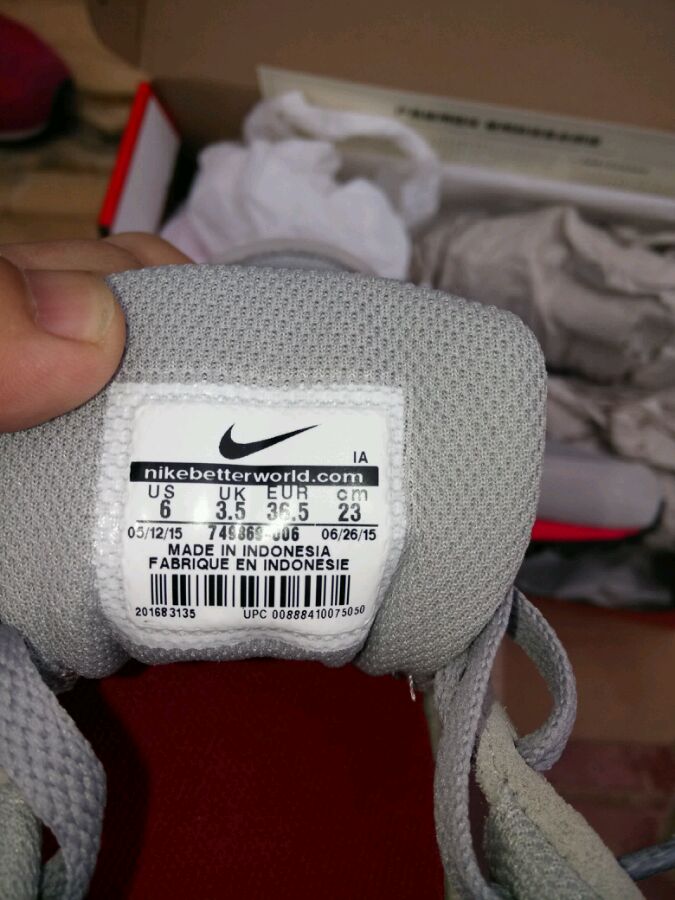 IA
nikebetterworld.com
US UK EUR cm
6 3.5 36.5 23
05/12/15 749869-006 06/26/15
MADE IN INDONESIA
FABRIQUE EN INDONESIE
201683135 UPC 00888410075050